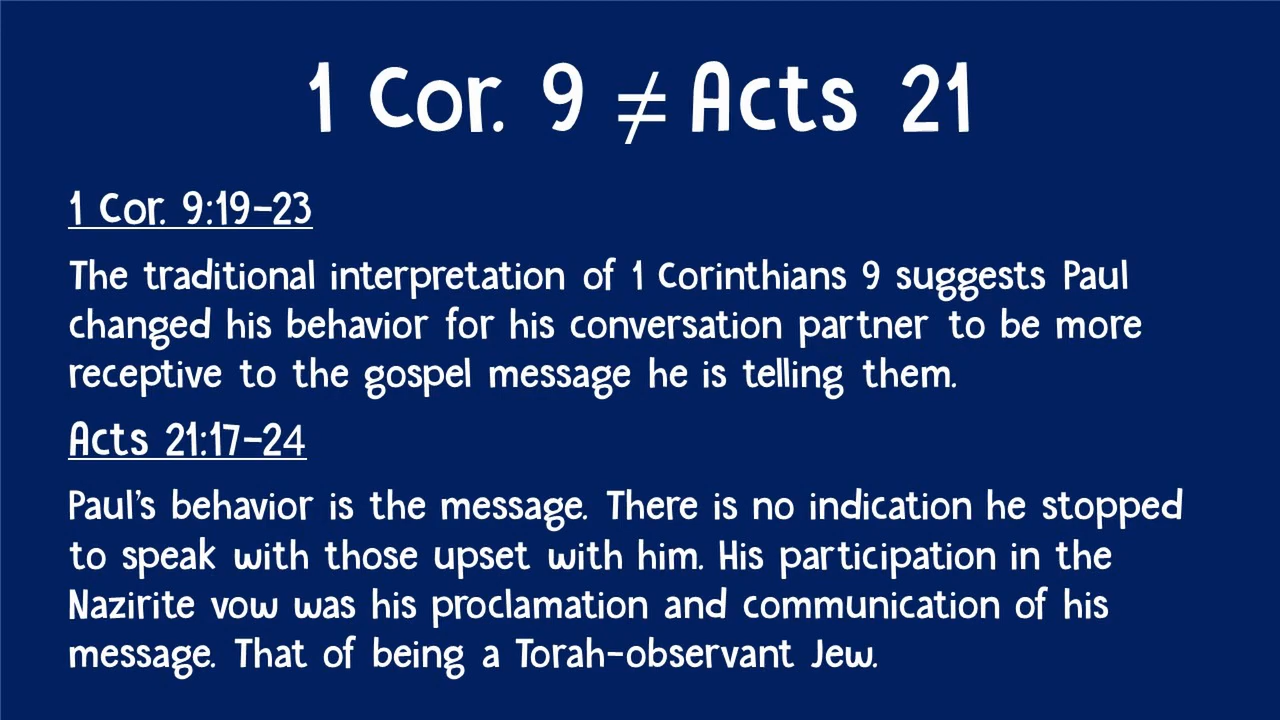 1 Cor. 9 ≠ Acts 21
1 Cor. 9:19-23
The traditional interpretation of 1 Corinthians 9 suggests Paul
changed his behavior for his conversation partner to be more
receptive to the gospel message he is telling them.
Acts 21:17-24
Paul's behavior is the message. There is no indication he stopped
to speak with those upset with him. His participation in the
Nazirite vow was his proclamation and communication of his
message. That of being a Torah-observant Jew.